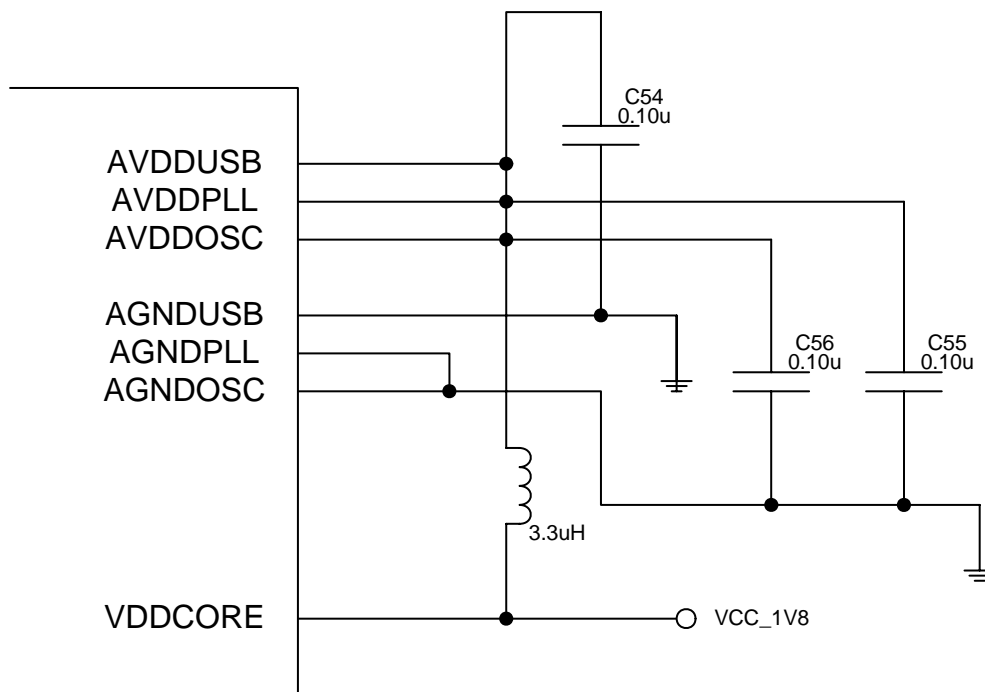 C54
0.10u
AVDDUSB
AVDDPLL
AVDDOSC
AGNDUSB
AGNDPLL
AGNDOSC
C56
0.10u
C55
0.10u
3.3uH
VDDCORE
VCC_1V8